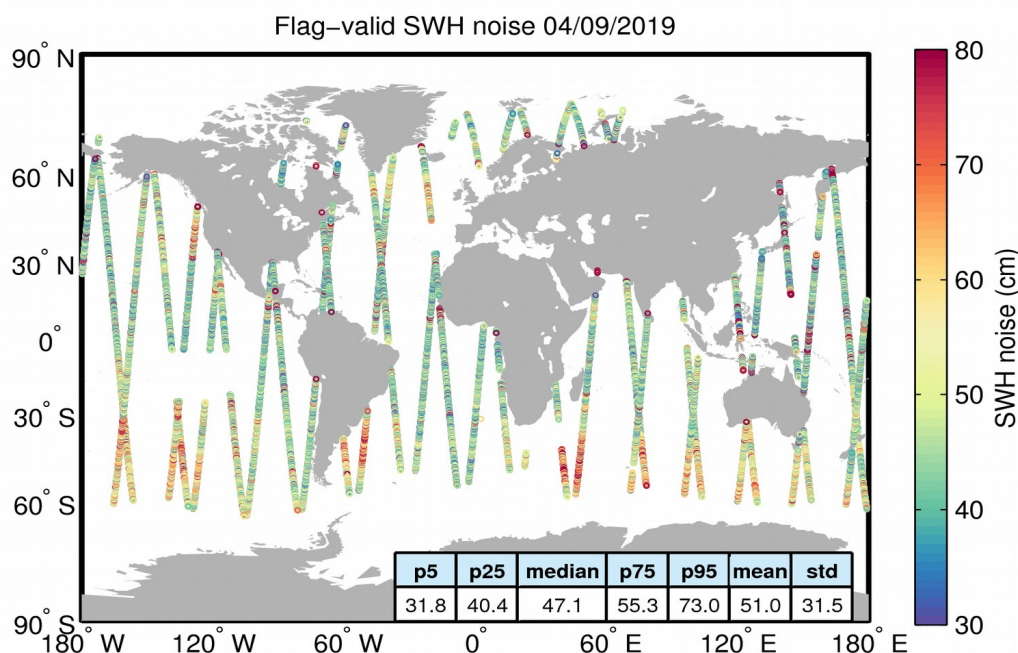 Flag−valid SWH noise 04/09/2019
90° N
60° N
30° N
0°
30° S
60° S
90° S
180° W
120° W
60° W
0°
60° E
120° E
180° E
80
70
60
50
40
30
SWH noise (cm)
p5 p25 median p75 p95 mean std
31.8 40.4 47.1 55.3 73.0 51.0 31.5